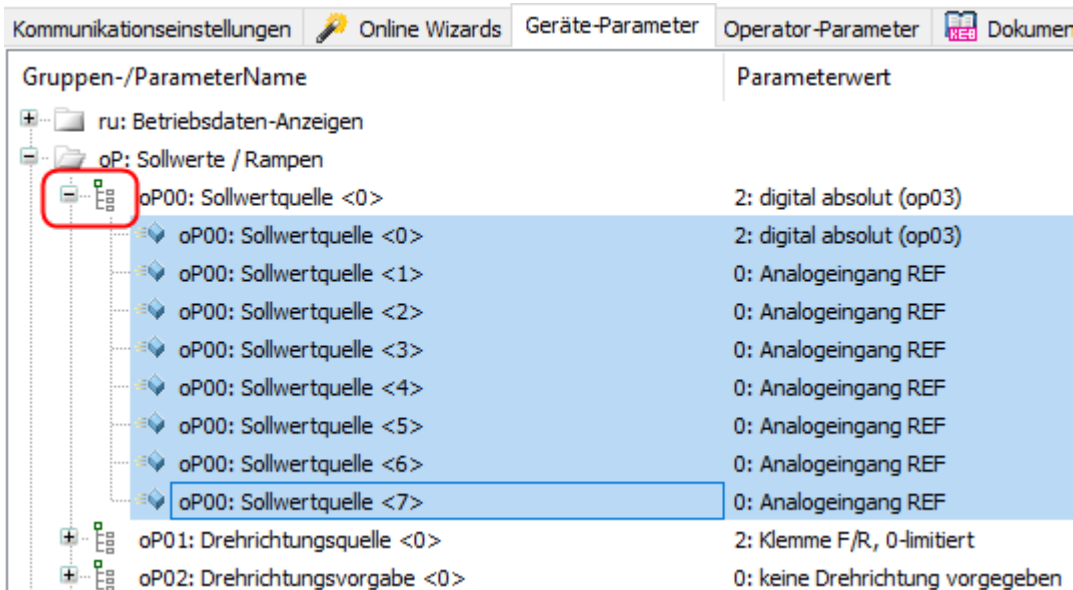 Kommunikationseinstellungen Online Wizards Geräte-Parameter Operator-Parameter KEB Dokumen
Gruppen-/ParameterName Parameterwert
ru: Betriebsdaten-Anzeigen
oP: Sollwerte / Rampen
oP00: Sollwertquelle <0> 2: digital absolut (op03)
oP00: Sollwertquelle <0> 2: digital absolut (op03)
oP00: Sollwertquelle <1> 0: Analogeingang REF
oP00: Sollwertquelle <2> 0: Analogeingang REF
oP00: Sollwertquelle <3> 0: Analogeingang REF
oP00: Sollwertquelle <4> 0: Analogeingang REF
oP00: Sollwertquelle <5> 0: Analogeingang REF
oP00: Sollwertquelle <6> 0: Analogeingang REF
oP00: Sollwertquelle <7> 0: Analogeingang REF
oP01: Drehrichtungsquelle <0> 2: Klemme F/R, 0-limitiert
oP02: Drehrichtungsvorgabe <0> 0: keine Drehrichtung vorgegeben